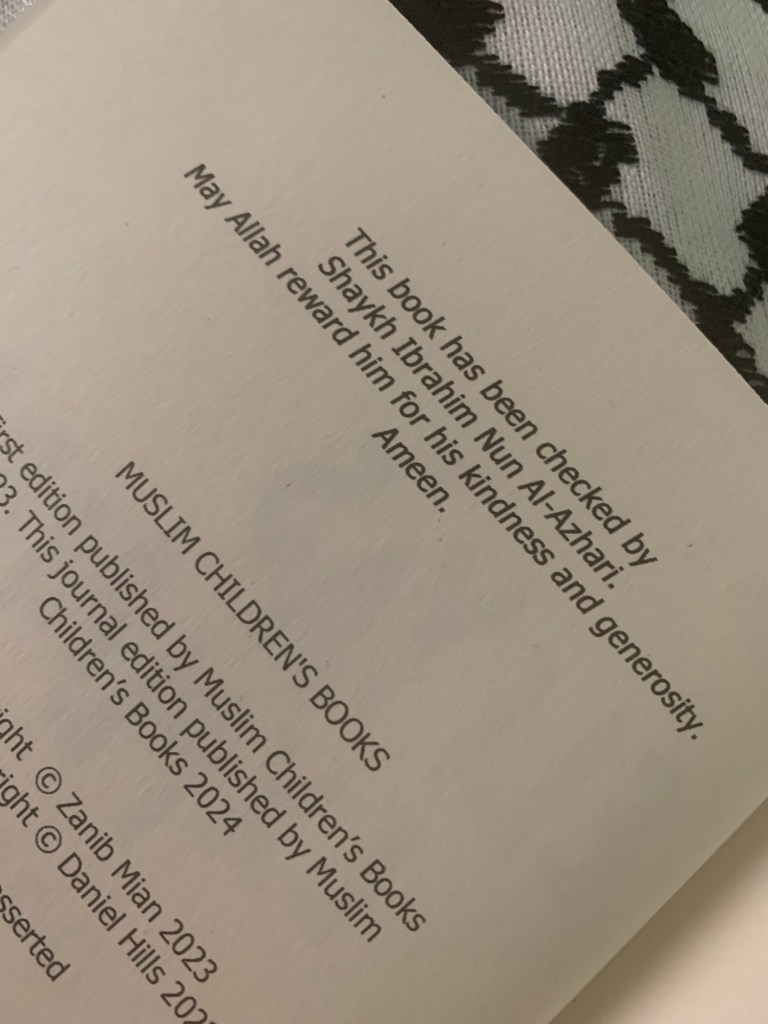 This book has been checked by
Shaykh Ibrahim Nun Al-Azhari.
May Allah reward him for his kindness and generosity.
Ameen.
MUSLIM CHILDREN'S BOOKS
First edition published by Muslim Children's Books
This journal edition published by Muslim
Children's Books 2024
© Zanib Mian 2023
© Daniel Hills
asserted